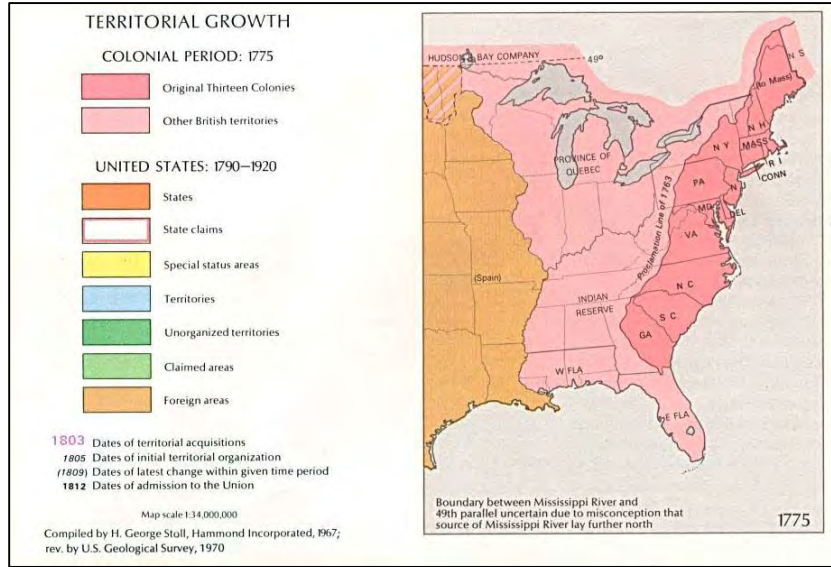 TERRITORIAL GROWTH
COLONIAL PERIOD: 1775
Original Thirteen Colonies
Other British territories
UNITED STATES: 1790–1920
States
State claims
Special status areas
Territories
Unorganized territories
Claimed areas
Foreign areas
1803 Dates of territorial acquisitions
1805 Dates of initial territorial organization
(1809) Dates of latest change within given time period
1812 Dates of admission to the Union
Map scale 1:34,000,000
Compiled by H. George Stoll, Hammond Incorporated, 1967;
rev. by U.S. Geological Survey, 1970
HUDSON BAY COMPANY
49°
N S
(to Mass)
N H
N Y
MASS
R I
CONN
PROVINCE OF
QUEBEC
PA
N J
MD
DEL
VA
Proclamation Line of 1763
(Spain)
N C
INDIAN
RESERVE
S C
GA
W FLA
E FLA
Boundary between Mississippi River and
49th parallel uncertain due to misconception that
source of Mississippi River lay further north
1775